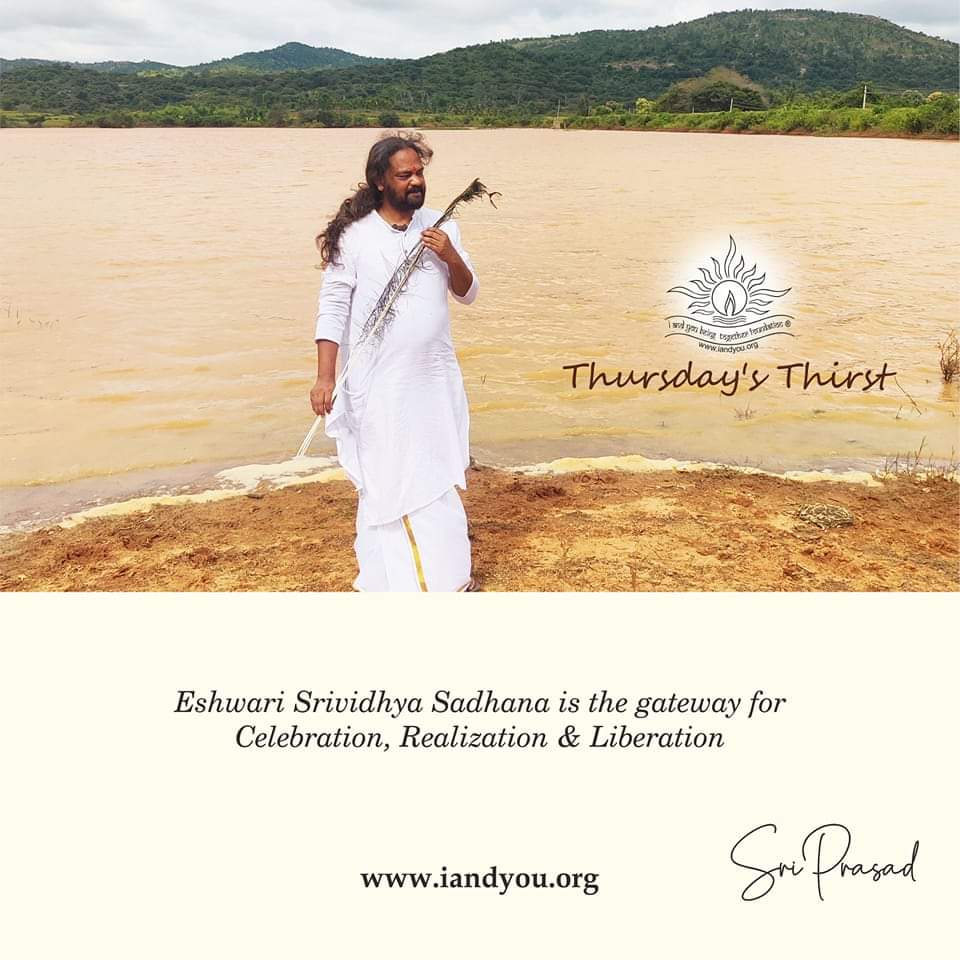 i and you being together foundation ®
www.iandyou.org
Thursday's Thirst
Eshwari Srividhya Sadhana is the gateway for
Celebration, Realization & Liberation
Sri Prasad
www.iandyou.org